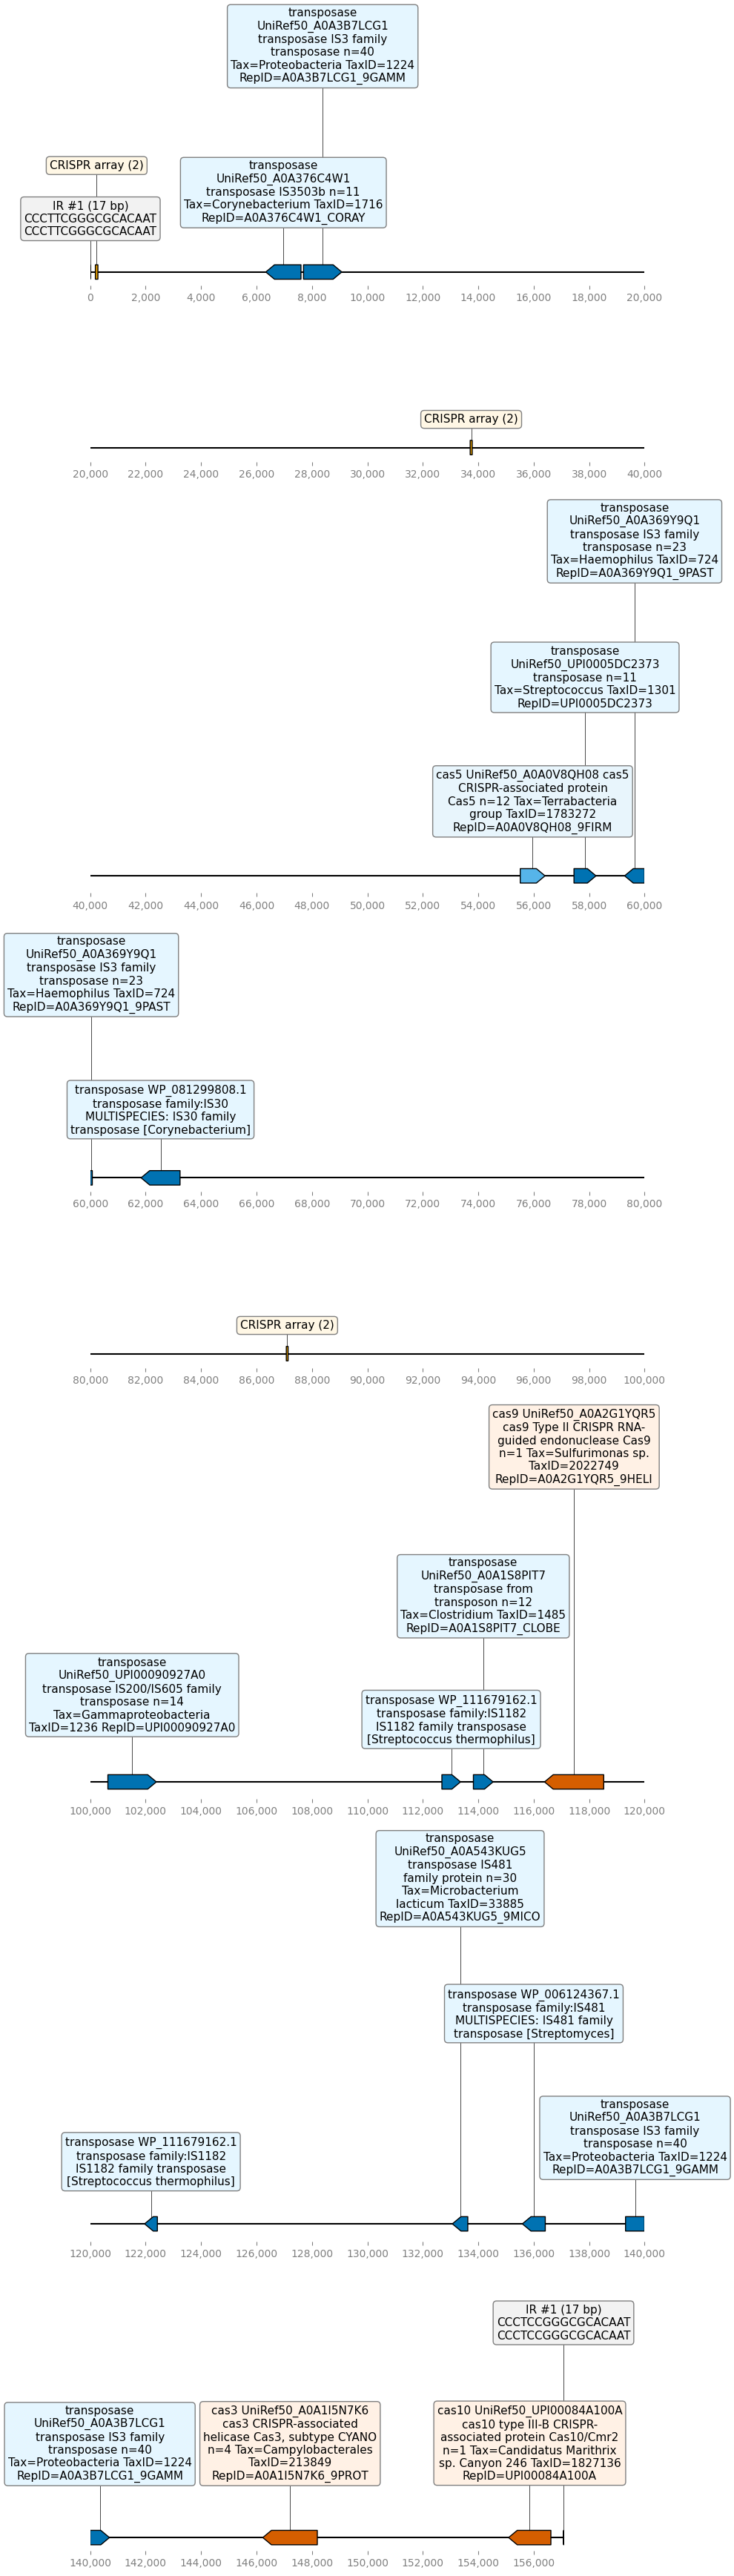 transposase
UniRef50_A0A3B7LCG1
transposase IS3 family
transposase n=40
Tax=Proteobacteria TaxID=1224
RepID=A0A3B7LCG1_9GAMM
CRISPR array (2)
transposase
UniRef50_A0A376C4W1
transposase IS3503b n=11
Tax=Corynebacterium TaxID=1716
RepID=A0A376C4W1_CORAY
IR #1 (17 bp)
CCCTTCGGGCGCACAAT
CCCTTCGGGCGCACAAT
0 2,000 4,000 6,000 8,000 10,000 12,000 14,000 16,000 18,000 20,000
CRISPR array (2)
20,000 22,000 24,000 26,000 28,000 30,000 32,000 34,000 36,000 38,000 40,000
transposase
UniRef50_A0A369Y9Q1
transposase IS3 family
transposase n=23
Tax=Haemophilus TaxID=724
RepID=A0A369Y9Q1_9PAST
transposase
UniRef50_UPI0005DC2373
transposase n=11
Tax=Streptococcus TaxID=1301
RepID=UPI0005DC2373
cas5 UniRef50_A0A0V8QH08 cas5
CRISPR-associated protein
Cas5 n=12 Tax=Terrabacteria
group TaxID=1783272
RepID=A0A0V8QH08_9FIRM
40,000 42,000 44,000 46,000 48,000 50,000 52,000 54,000 56,000 58,000 60,000
transposase
UniRef50_A0A369Y9Q1
transposase IS3 family
transposase n=23
Tax=Haemophilus TaxID=724
RepID=A0A369Y9Q1_9PAST
transposase WP_081299808.1
transposase family:IS30
MULTISPECIES: IS30 family
transposase [Corynebacterium]
60,000 62,000 64,000 66,000 68,000 70,000 72,000 74,000 76,000 78,000 80,000
CRISPR array (2)
80,000 82,000 84,000 86,000 88,000 90,000 92,000 94,000 96,000 98,000 100,000
cas9 UniRef50_A0A2G1YQR5
cas9 Type II CRISPR RNA-
guided endonuclease Cas9
n=1 Tax=Sulfurimonas sp.
TaxID=2022749
RepID=A0A2G1YQR5_9HELI
transposase
UniRef50_A0A1S8PIT7
transposase from
transposon n=12
Tax=Clostridium TaxID=1485
RepID=A0A1S8PIT7_CLOBE
transposase
UniRef50_UPI00090927A0
transposase IS200/IS605 family
transposase n=14
Tax=Gammaproteobacteria
TaxID=1236 RepID=UPI00090927A0
transposase WP_111679162.1
transposase family:IS1182
IS1182 family transposase
[Streptococcus thermophilus]
100,000 102,000 104,000 106,000 108,000 110,000 112,000 114,000 116,000 118,000 120,000
transposase
UniRef50_A0A543KUG5
transposase IS481
family protein n=30
Tax=Microbacterium
lacticum TaxID=33885
RepID=A0A543KUG5_9MICO
transposase WP_006124367.1
transposase family:IS481
MULTISPECIES: IS481 family
transposase [Streptomyces]
transposase
UniRef50_A0A3B7LCG1
transposase IS3 family
transposase n=40
Tax=Proteobacteria TaxID=1224
RepID=A0A3B7LCG1_9GAMM
transposase WP_111679162.1
transposase family:IS1182
IS1182 family transposase
[Streptococcus thermophilus]
120,000 122,000 124,000 126,000 128,000 130,000 132,000 134,000 136,000 138,000 140,000
IR #1 (17 bp)
CCCTCCGGGCGCACAAT
CCCTCCGGGCGCACAAT
transposase
UniRef50_A0A3B7LCG1
transposase IS3 family
transposase n=40
Tax=Proteobacteria TaxID=1224
RepID=A0A3B7LCG1_9GAMM
cas3 UniRef50_A0A1I5N7K6
cas3 CRISPR-associated
helicase Cas3, subtype CYANO
n=4 Tax=Campylobacterales
TaxID=213849
RepID=A0A1I5N7K6_9PROT
cas10 UniRef50_UPI00084A100A
cas10 type III-B CRISPR-
associated protein Cas10/Cmr2
n=1 Tax=Candidatus Marithrix
sp. Canyon 246 TaxID=1827136
RepID=UPI00084A100A
140,000 142,000 144,000 146,000 148,000 150,000 152,000 154,000 156,000